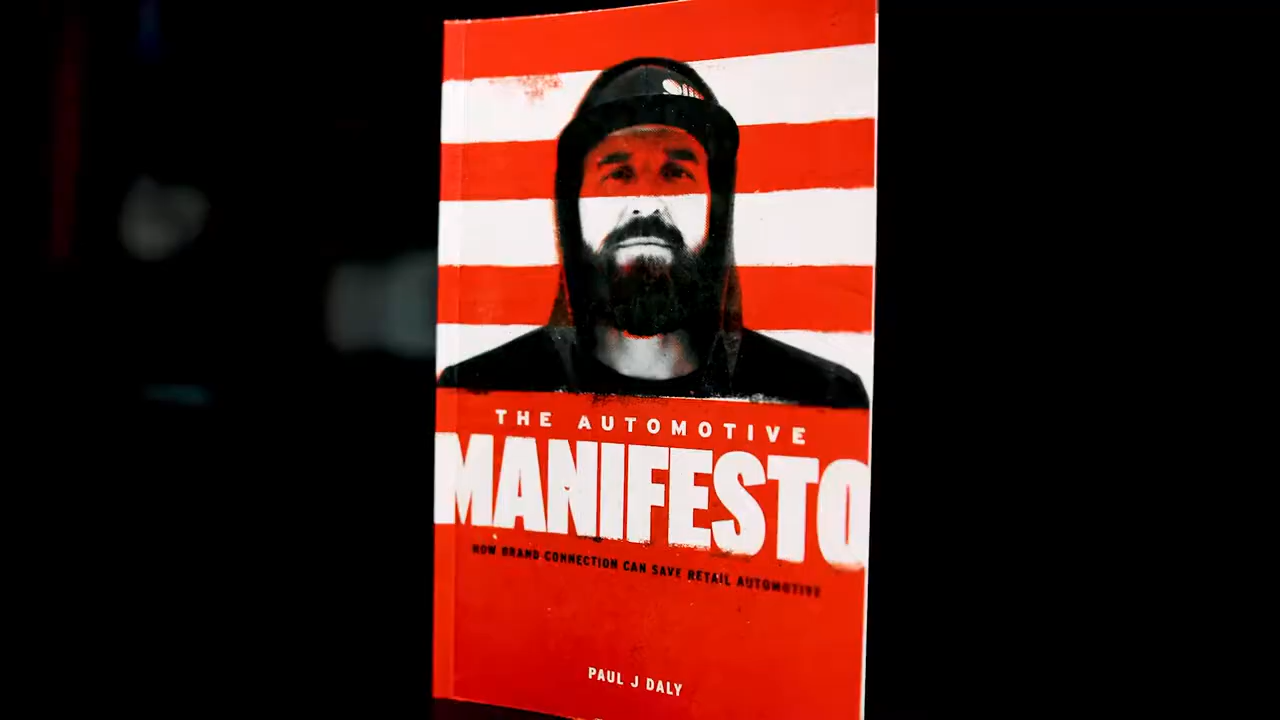 THE AUTOMOTIVE
MANIFESTO
HOW BRAND CONNECTION CAN SAVE RETAIL AUTOMOTIVE
PAUL J DALY